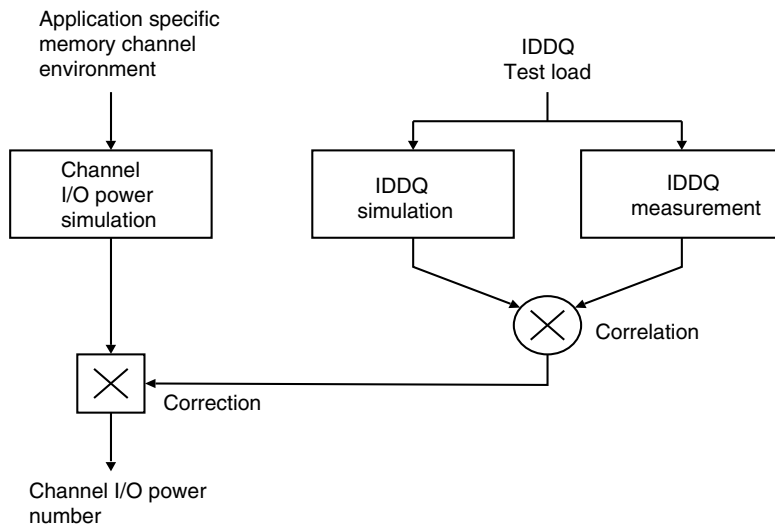 Application specific
memory channel
environment
IDDQ
Test load
Channel
I/O power
simulation
IDDQ
simulation
IDDQ
measurement
Correlation
Correction
Channel I/O power
number